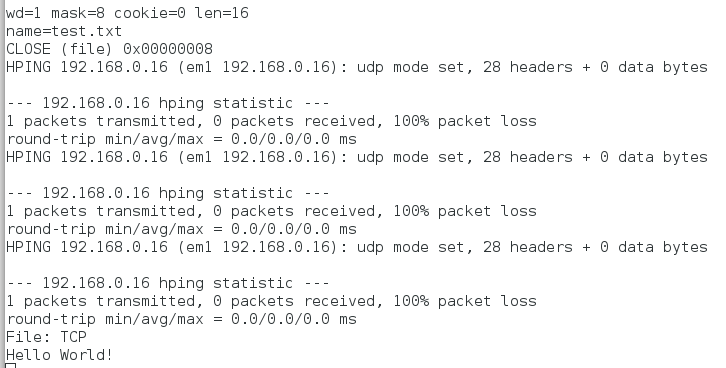 wd=1 mask=8 cookie=0 len=16
name=test.txt
CLOSE (file) 0x00000008
HPING 192.168.0.16 (em1 192.168.0.16): udp mode set, 28 headers + 0 data bytes
--- 192.168.0.16 hping statistic ---
1 packets transmitted, 0 packets received, 100% packet loss
round-trip min/avg/max = 0.0/0.0/0.0 ms
HPING 192.168.0.16 (em1 192.168.0.16): udp mode set, 28 headers + 0 data bytes
--- 192.168.0.16 hping statistic ---
1 packets transmitted, 0 packets received, 100% packet loss
round-trip min/avg/max = 0.0/0.0/0.0 ms
HPING 192.168.0.16 (em1 192.168.0.16): udp mode set, 28 headers + 0 data bytes
--- 192.168.0.16 hping statistic ---
1 packets transmitted, 0 packets received, 100% packet loss
round-trip min/avg/max = 0.0/0.0/0.0 ms
File: TCP
Hello World!